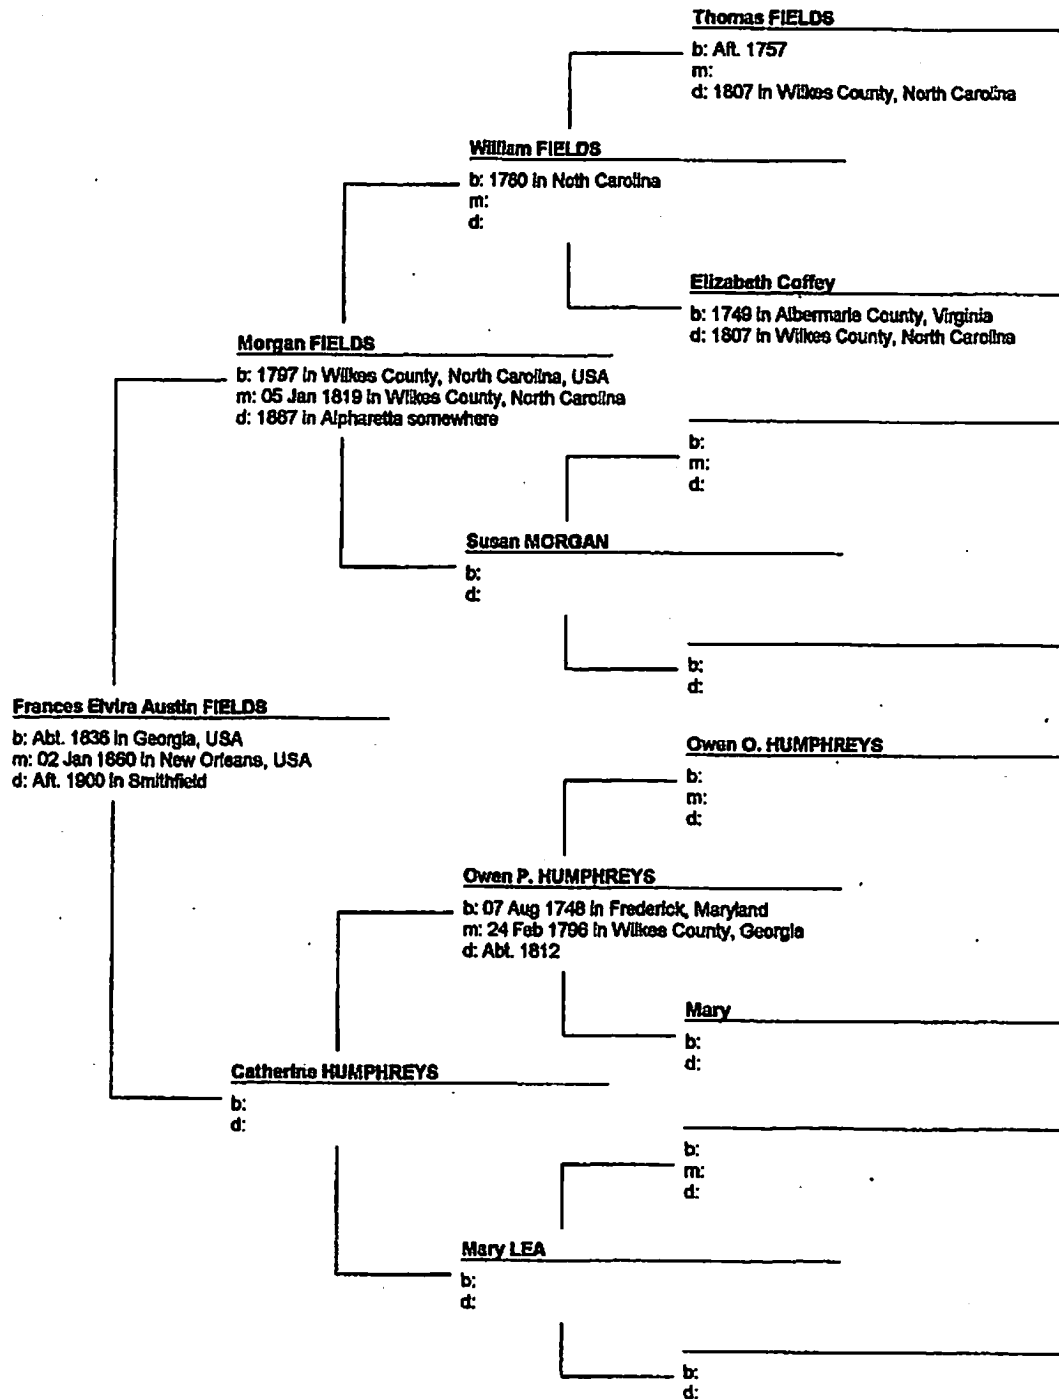 Thomas FIELDS
b: Aft. 1757
m:
d: 1807 in Wilkes County, North Carolina
William FIELDS
b: 1780 in Noth Carolina
m:
d:
Elizabeth Coffey
b: 1749 in Albermarle County, Virginia
d: 1807 in Wilkes County, North Carolina
Morgan FIELDS
b: 1797 in Wilkes County, North Carolina, USA
m: 05 Jan 1819 in Wilkes County, North Carolina
d: 1887 in Alpharetta somewhere
b:
m:
d:
Susan MORGAN
b:
d:
b:
d:
Frances Elvira Austin FIELDS
b: Abt. 1836 in Georgia, USA
m: 02 Jan 1860 in New Orleans, USA
d: Aft. 1900 in Smithfield
Owen O. HUMPHREYS
b:
m:
d:
Owen P. HUMPHREYS
b: 07 Aug 1748 in Frederick, Maryland
m: 24 Feb 1796 in Wilkes County, Georgia
d: Abt. 1812
Mary
b:
d:
Catherine HUMPHREYS
b:
d:
b:
m:
d:
Mary LEA
b:
d:
b:
d: